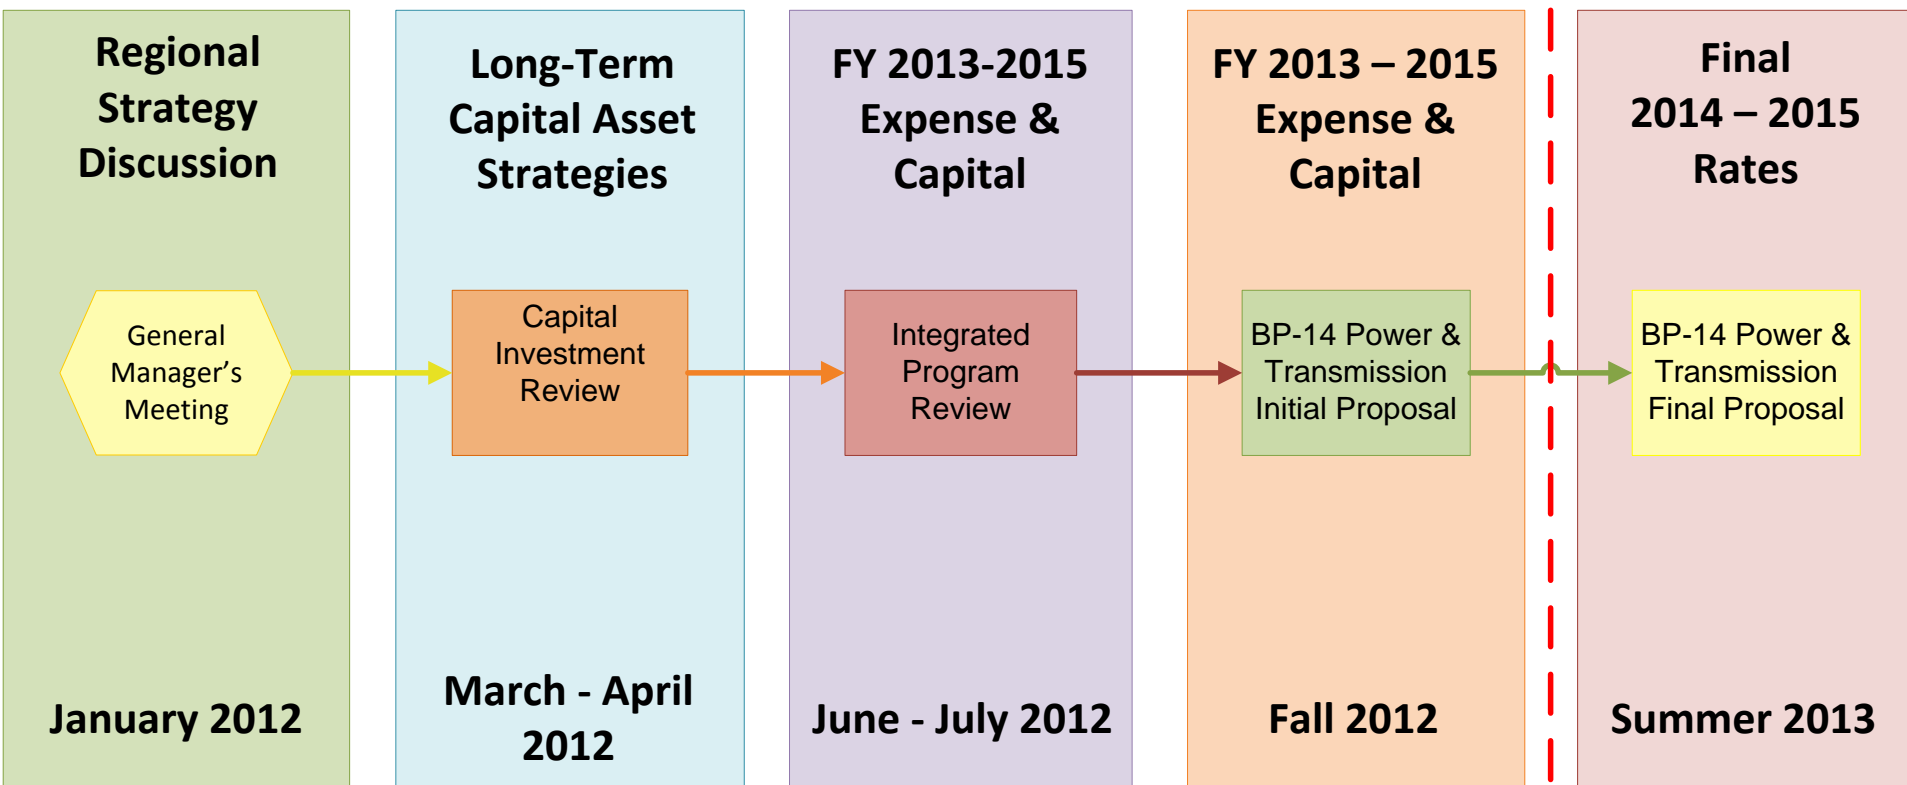 Regional
Strategy
Discussion
General
Manager’s
Meeting
January 2012
Long-Term
Capital Asset
Strategies
Capital
Investment
Review
March - April
2012
FY 2013-2015
Expense &
Capital
Integrated
Program
Review
June - July 2012
FY 2013 – 2015
Expense &
Capital
BP-14 Power &
Transmission
Initial Proposal
Fall 2012
Final
2014 – 2015
Rates
BP-14 Power &
Transmission
Final Proposal
Summer 2013